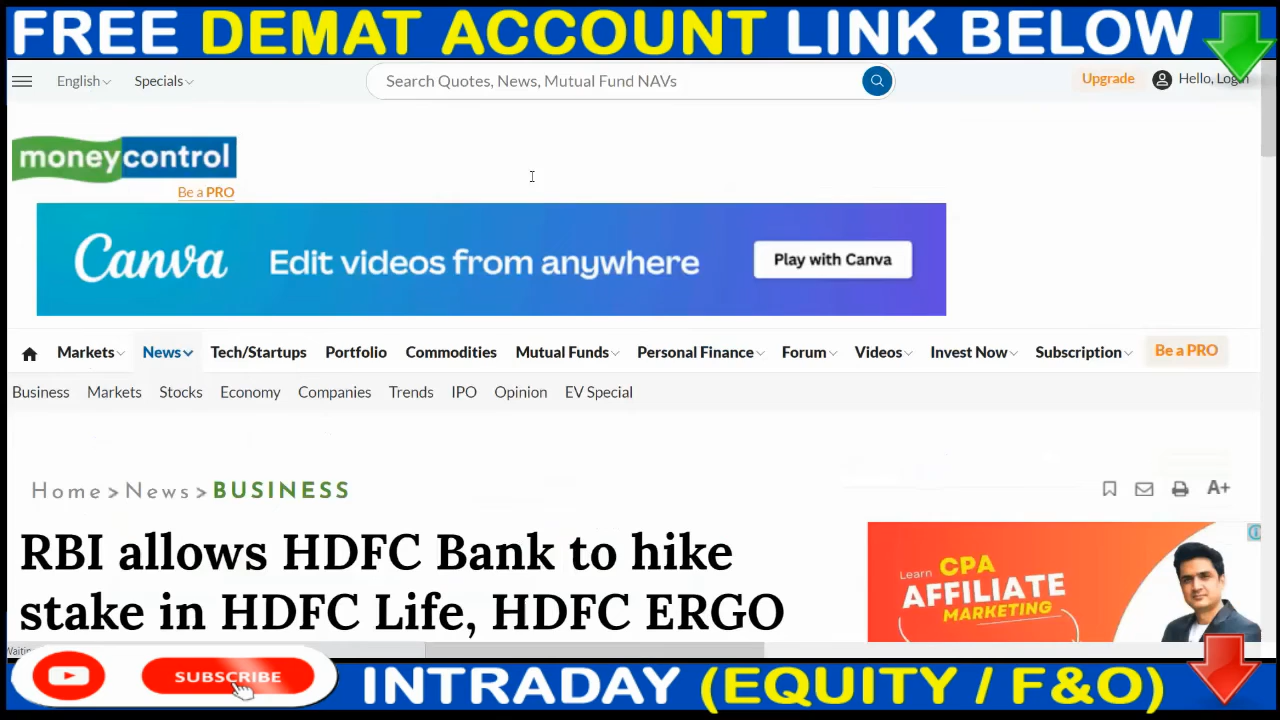 FREE DEMAT ACCOUNT LINK BELOW
English Specials Search Quotes, News, Mutual Fund NAVs Upgrade Hello, Login
moneycontrol
Be a PRO
Canva Edit videos from anywhere Play with Canva
Markets News Tech/Startups Portfolio Commodities Mutual Funds Personal Finance Forum Videos Invest Now Subscription Be a PRO
Business Markets Stocks Economy Companies Trends IPO Opinion EV Special
Home > News > BUSINESS A+
RBI allows HDFC Bank to hike
stake in HDFC Life, HDFC ERGO
Learn CPA
AFFILIATE
MARKETING
SUBSCRIBE
INTRADAY (EQUITY / F&O)